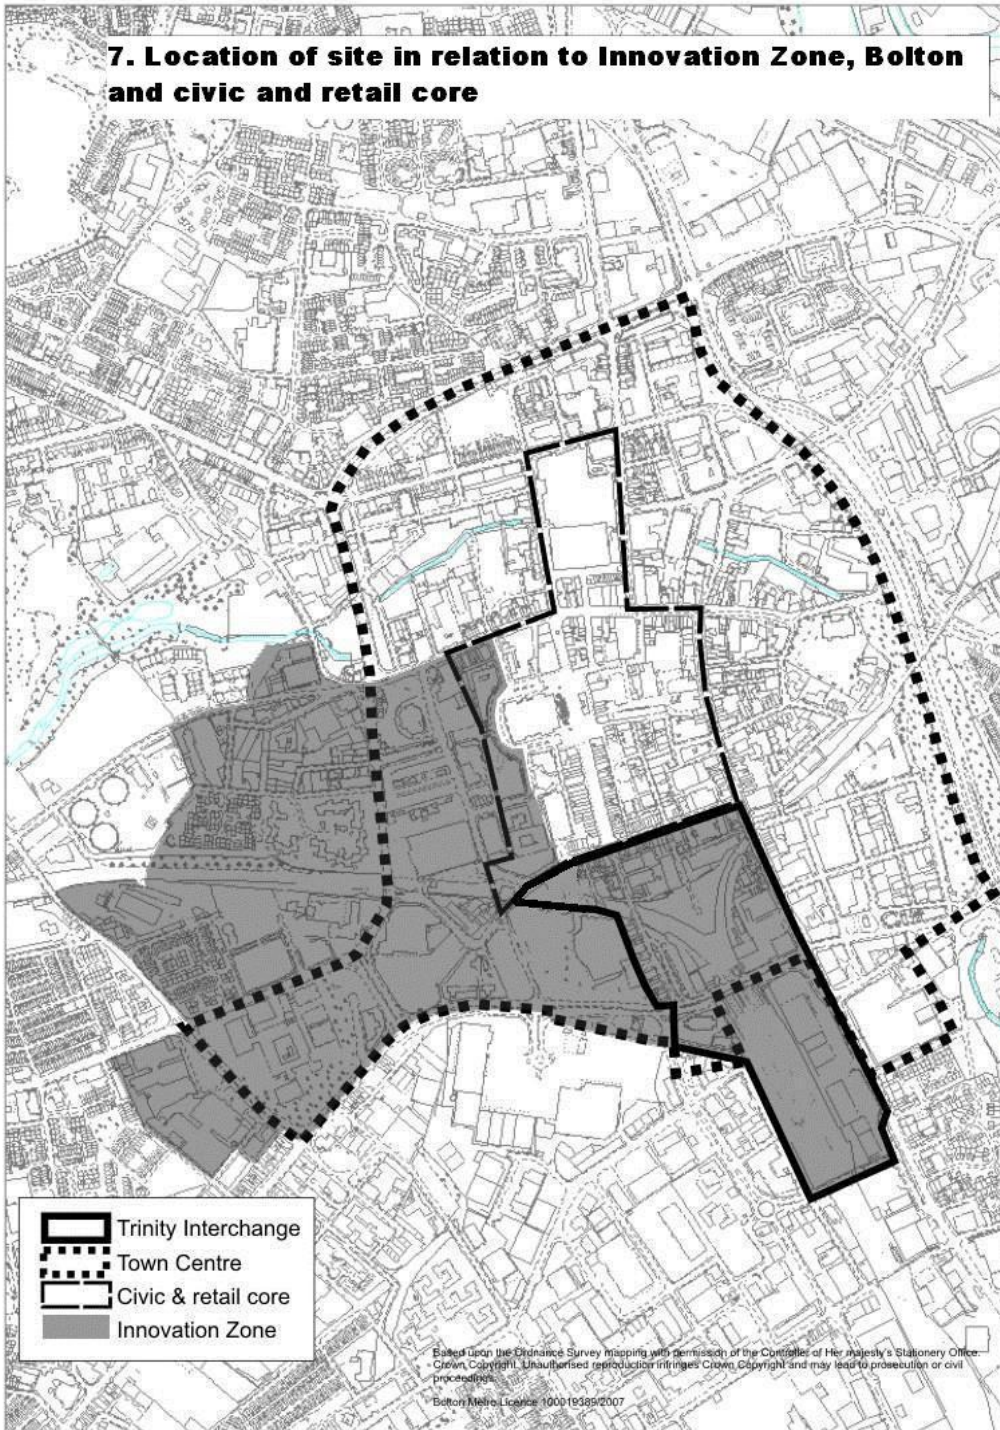 7. Location of site in relation to Innovation Zone, Bolton
and civic and retail core
Trinity Interchange
Town Centre
Civic & retail core
Innovation Zone
Based upon the Ordnance Survey mapping with permission of the Controller of Her majesty's Stationery Office.
Crown Copyright. Unauthorised reproduction infringes Crown Copyright and may lead to prosecution or civil
proceedings.
Bolton Metro Licence 100019389/2007